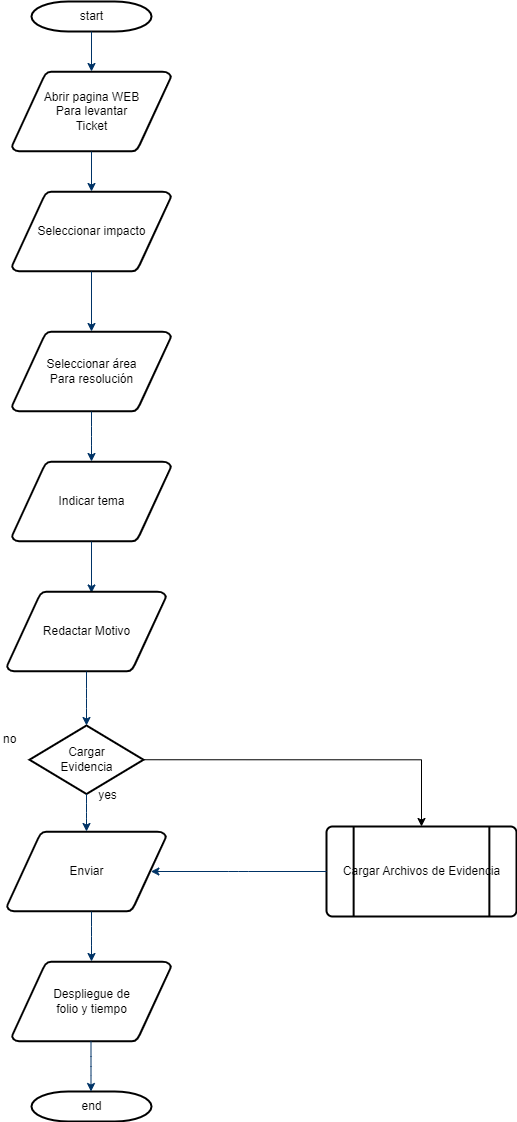 start
Abrir pagina WEB
Para levantar
Ticket
Seleccionar impacto
Seleccionar área
Para resolución
Indicar tema
Redactar Motivo
no
Cargar
Evidencia
yes
Enviar
Cargar Archivos de Evidencia
Despliegue de
folio y tiempo
end